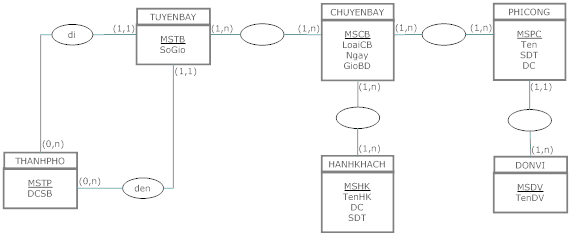 TUYENBAY
MSTB
SoGio
CHUYENBAY
MSCB
LoaiCB
Ngay
GioBD
PHICONG
MSPC
Ten
SDT
DC
di
(1,1)
(1,n)
(1,n)
(1,n)
(1,n)
(1,1)
(1,n)
(1,1)
(0,n)
(1,n)
(1,n)
THANHPHO
MSTP
DCSB
(0,n)
den
HANHKHACH
MSHK
TenHK
DC
SDT
DONVI
MSDV
TenDV